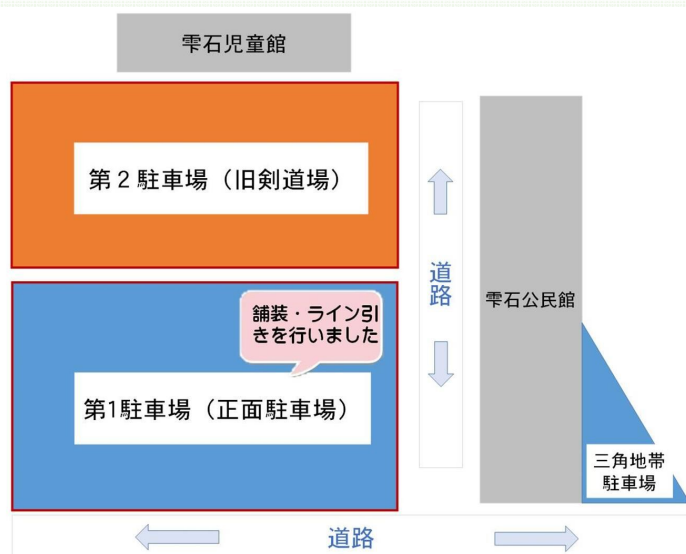 雫石児童館
第２駐車場（旧剣道場）
道路
雫石公民館
舗装・ライン引
きを行いました
第1駐車場（正面駐車場）
三角地帯
駐車場
道路